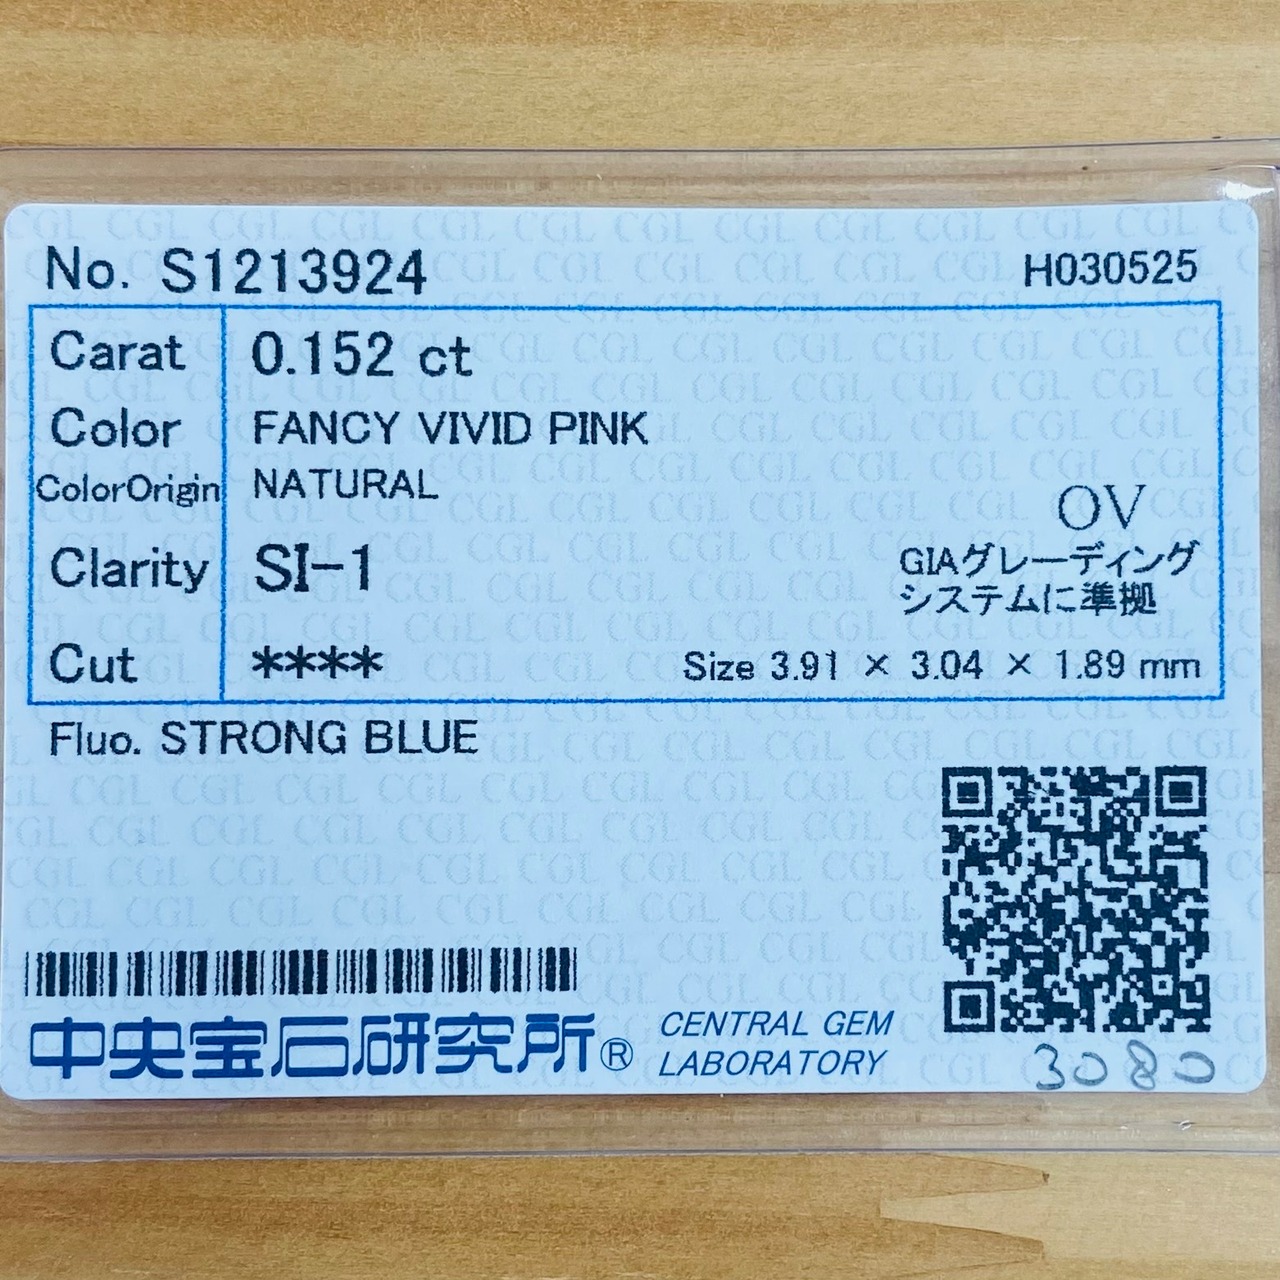 No. S1213924
H030525
Carat 0.152 ct
Color FANCY VIVID PINK
ColorOrigin NATURAL
OV
Clarity SI-1
GIAグレーディング
システムに準拠
Cut ****
Size 3.91 × 3.04 × 1.89 mm
Fluo. STRONG BLUE
中央宝石研究所®
CENTRAL GEM
LABORATORY
3080